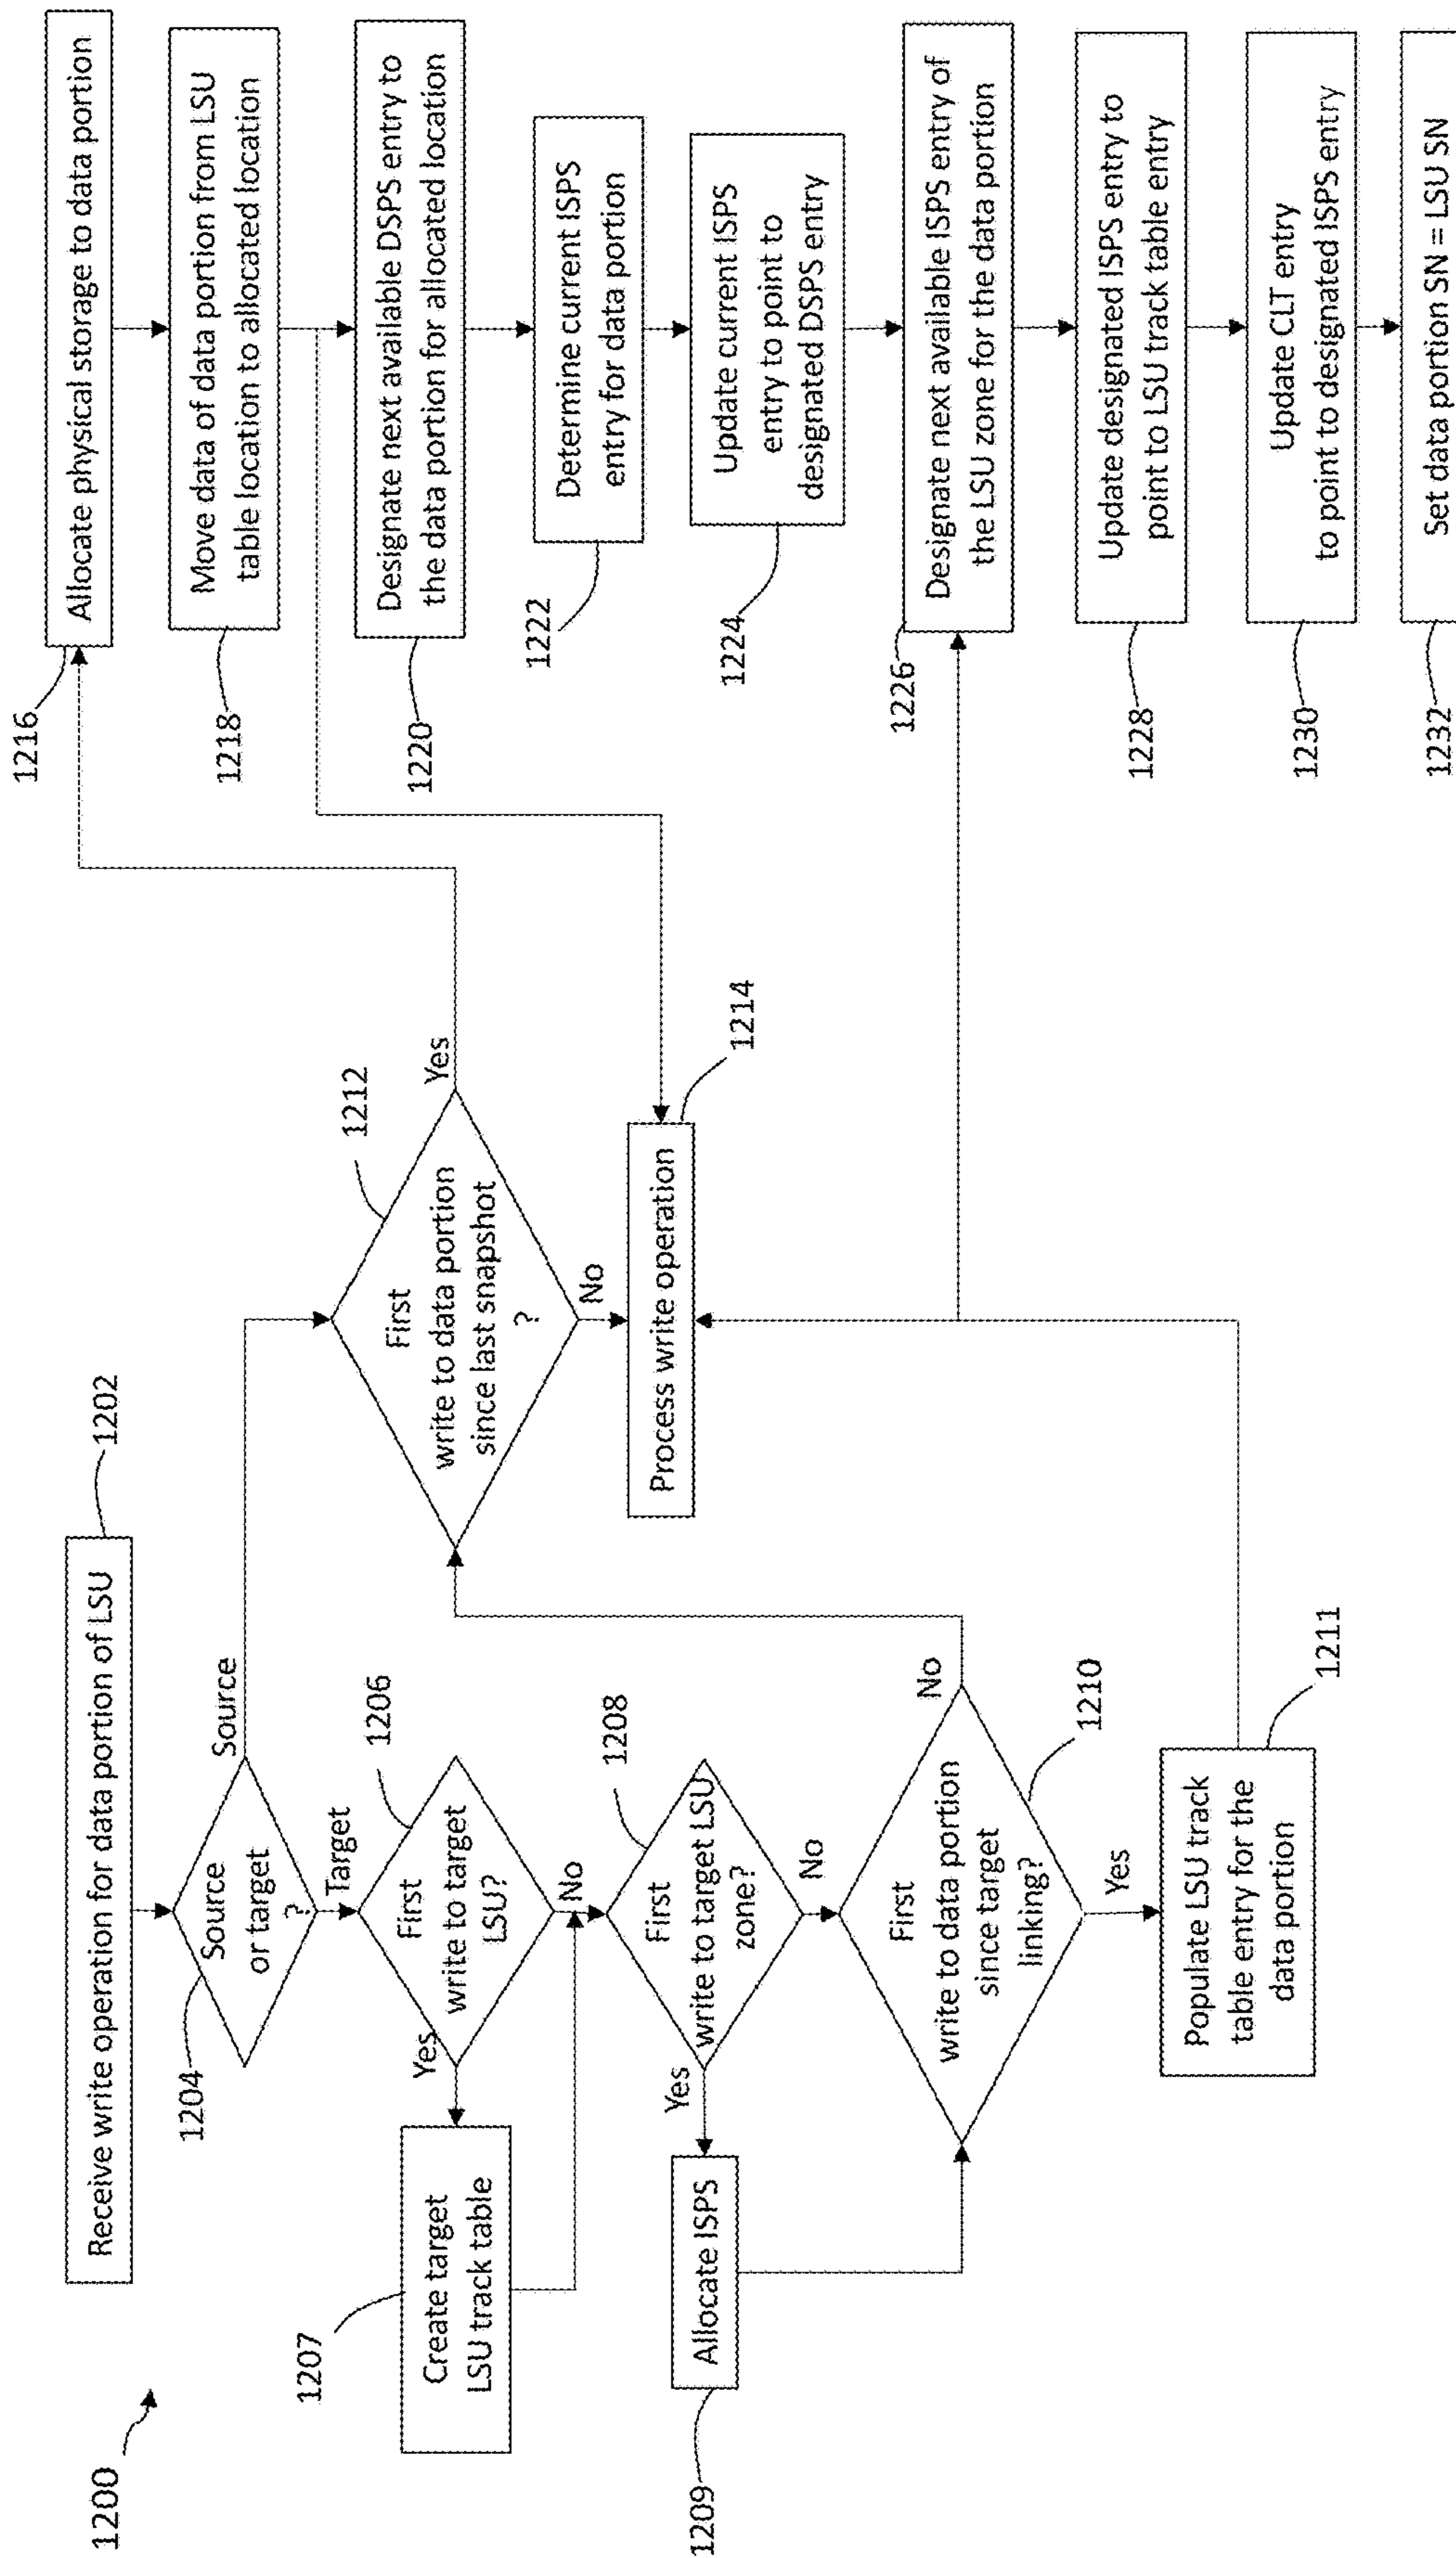 1200
Receive write operation for data portion of LSU
1202
1204
Source
or target
?
Source
Target
1206
First
write to target
LSU?
Yes
No
1207
Create target
LSU track table
1208
First
write to target LSU
zone?
Yes
No
1209
Allocate ISPS
1210
First
write to data portion
since target
linking?
No
Yes
1211
Populate LSU track
table entry for the
data portion
1212
First
write to data portion
since last snapshot
?
Yes
No
1214
Process write operation
1216
Allocate physical storage to data portion
1218
Move data of data portion from LSU
table location to allocated location
1220
Designate next available DSPS entry to
the data portion for allocated location
1222
Determine current ISPS
entry for data portion
1224
Update current ISPS
entry to point to
designated DSPS entry
1226
Designate next available ISPS entry of
the LSU zone for the data portion
1228
Update designated ISPS entry to
point to LSU track table entry
1230
Update CLT entry
to point to designated ISPS entry
1232
Set data portion SN = LSU SN